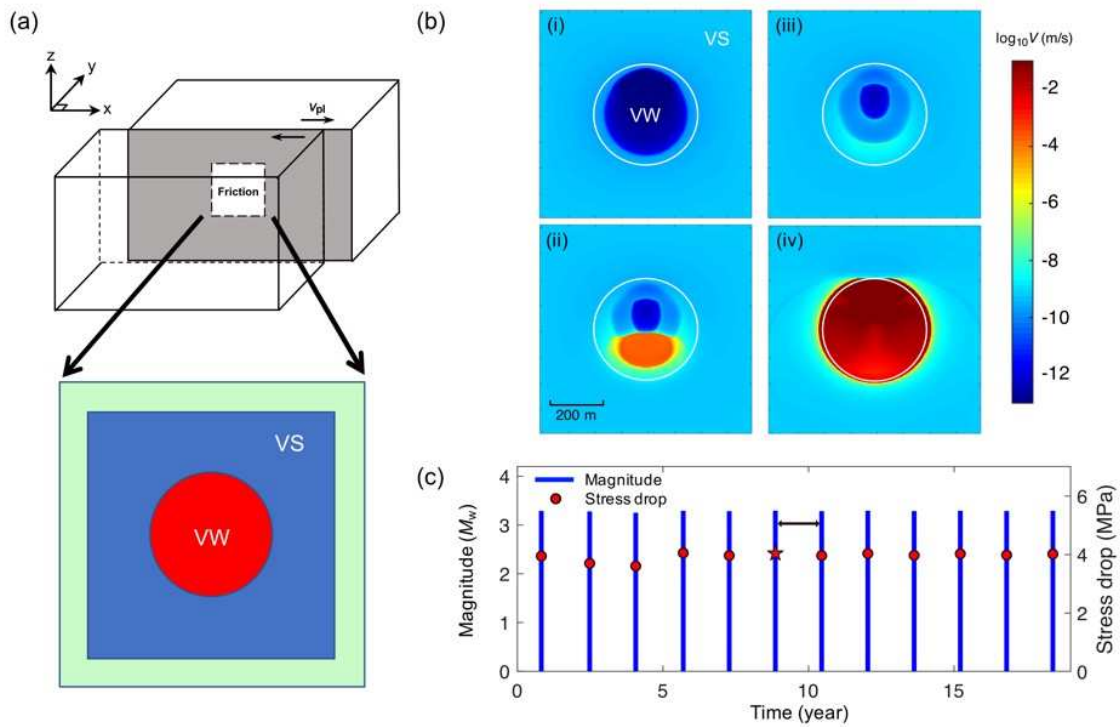 (a)
z
y
x
vpl
Friction
VS
VW
(b)
(i)
VS
VW
(iii)
(ii)
200 m
(iv)
log10V (m/s)
-2
-4
-6
-8
-10
-12
(c)
Magnitude
Stress drop
Magnitude (Mw)
4
3
2
1
0
Stress drop (MPa)
6
4
2
0
0
5
10
15
Time (year)